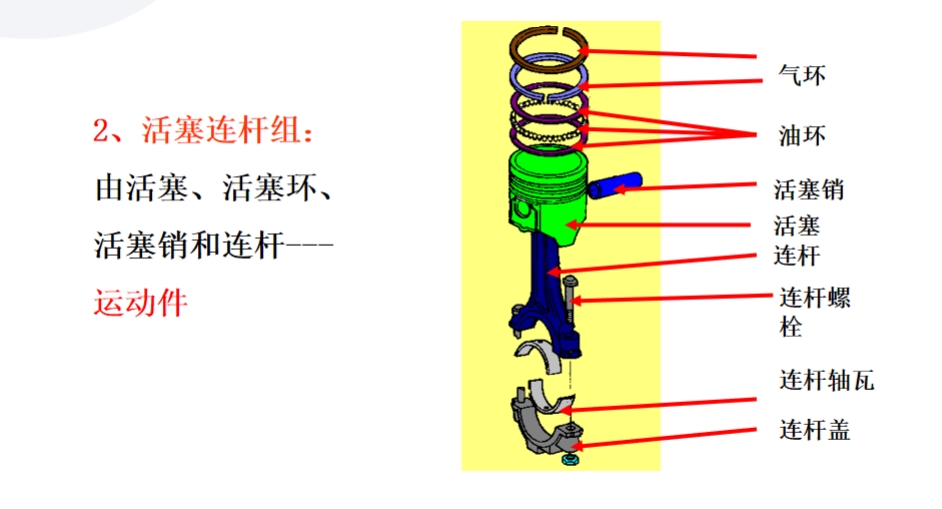 2、活塞连杆组：
由活塞、活塞环、
活塞销和连杆---
运动件
气环
油环
活塞销
活塞
连杆
连杆螺
栓
连杆轴瓦
连杆盖